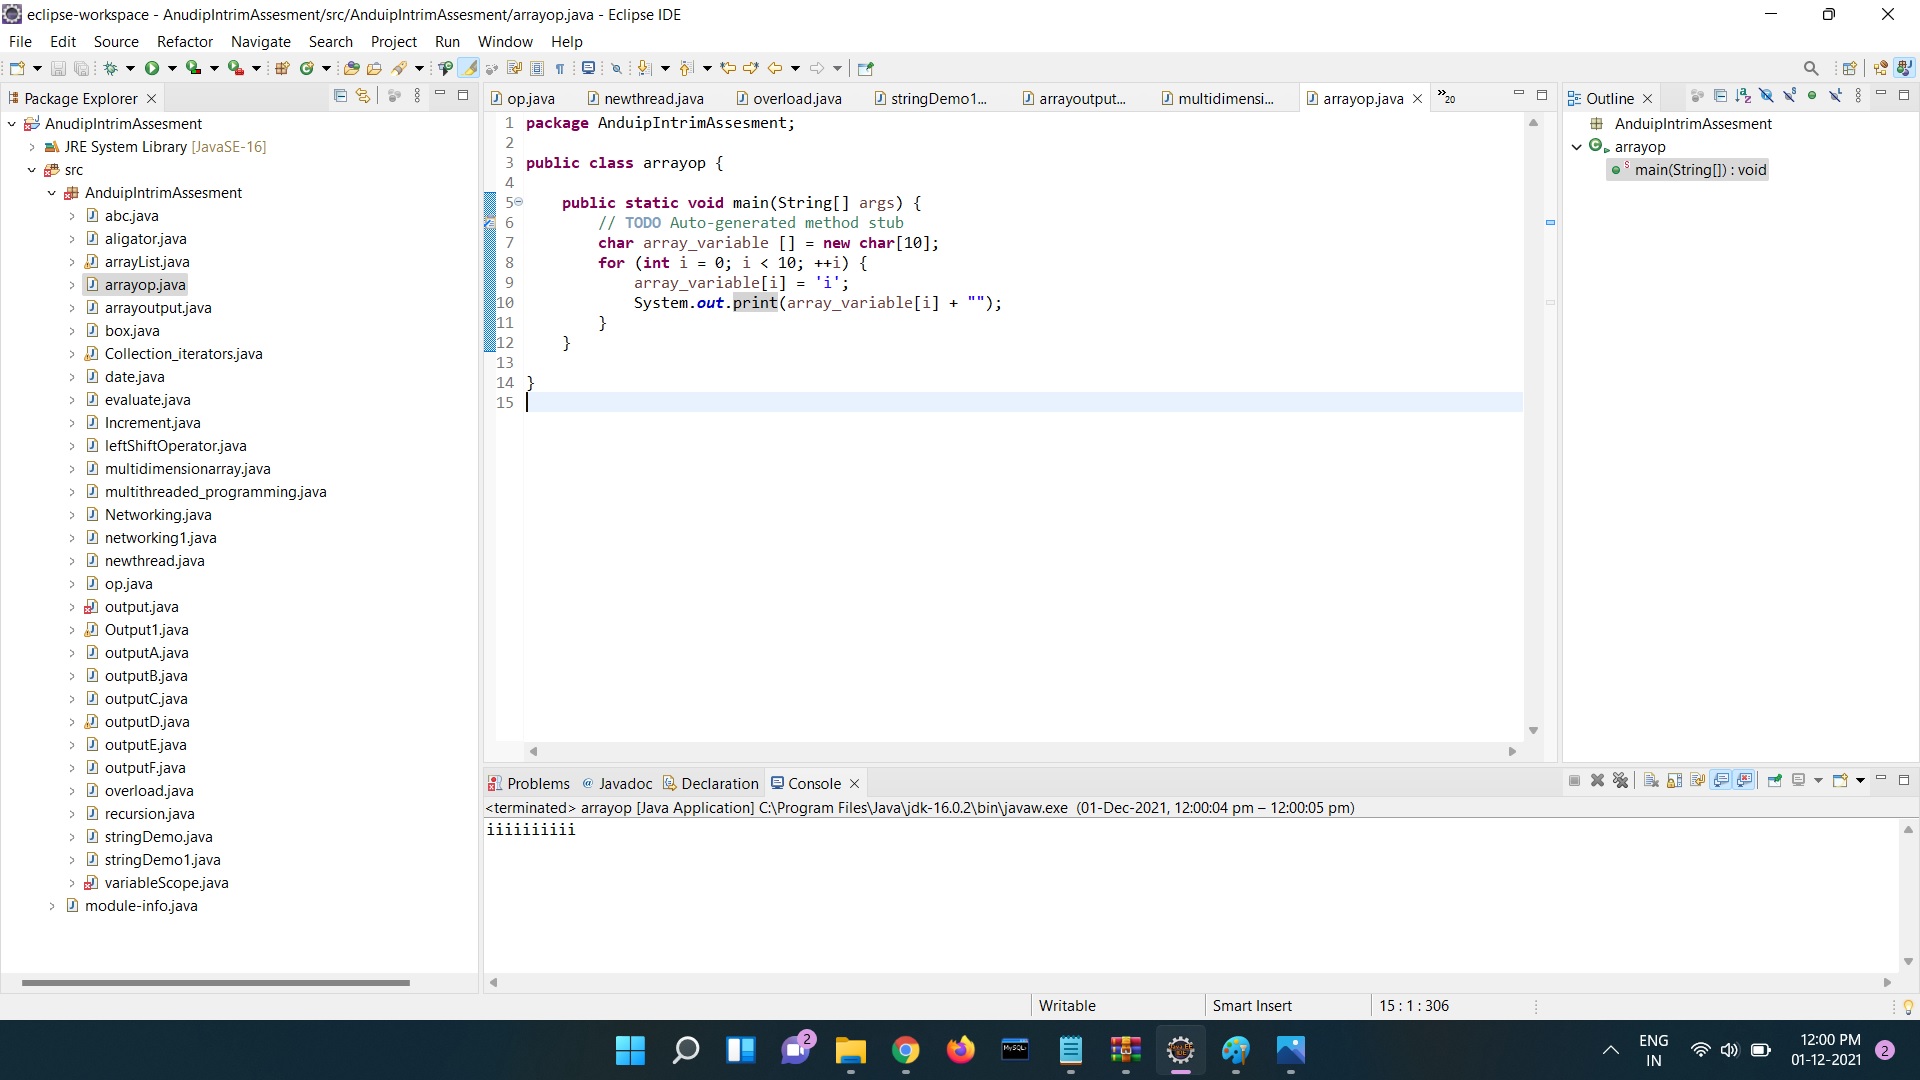 eclipse-workspace - AnudipIntrimAssesment/src/AnduipIntrimAssesment/arrayop.java - Eclipse IDE
File Edit Source Refactor Navigate Search Project Run Window Help
Package Explorer
AnudipIntrimAssesment
JRE System Library [JavaSE-16]
src
AnduipIntrimAssesment
abc.java
aligator.java
arrayList.java
arrayop.java
arrayoutput.java
box.java
Collection_iterators.java
date.java
evaluate.java
Increment.java
leftShiftOperator.java
multidimensionarray.java
multithreaded_programming.java
Networking.java
networking1.java
newthread.java
op.java
output.java
Output1.java
outputA.java
outputB.java
outputC.java
outputD.java
outputE.java
outputF.java
overload.java
recursion.java
stringDemo.java
stringDemo1.java
variableScope.java
module-info.java
op.java newthread.java overload.java stringDemo1... arrayoutput... multidimensi... arrayop.java »20
1 package AnduipIntrimAssesment;
2
3 public class arrayop {
4
5 public static void main(String[] args) {
6 // TODO Auto-generated method stub
7 char array_variable [] = new char[10];
8 for (int i = 0; i < 10; ++i) {
9 array_variable[i] = 'i';
10 System.out.print(array_variable[i] + "");
11 }
12 }
13
14 }
15
Outline
AnduipIntrimAssesment
arrayop
main(String[]) : void
Problems Javadoc Declaration Console
<terminated> arrayop [Java Application] C:\Program Files\Java\jdk-16.0.2\bin\javaw.exe (01-Dec-2021, 12:00:04 pm – 12:00:05 pm)
iiiiiiiiii
Writable Smart Insert 15 : 1 : 306
2
ENG
IN
12:00 PM
01-12-2021
2